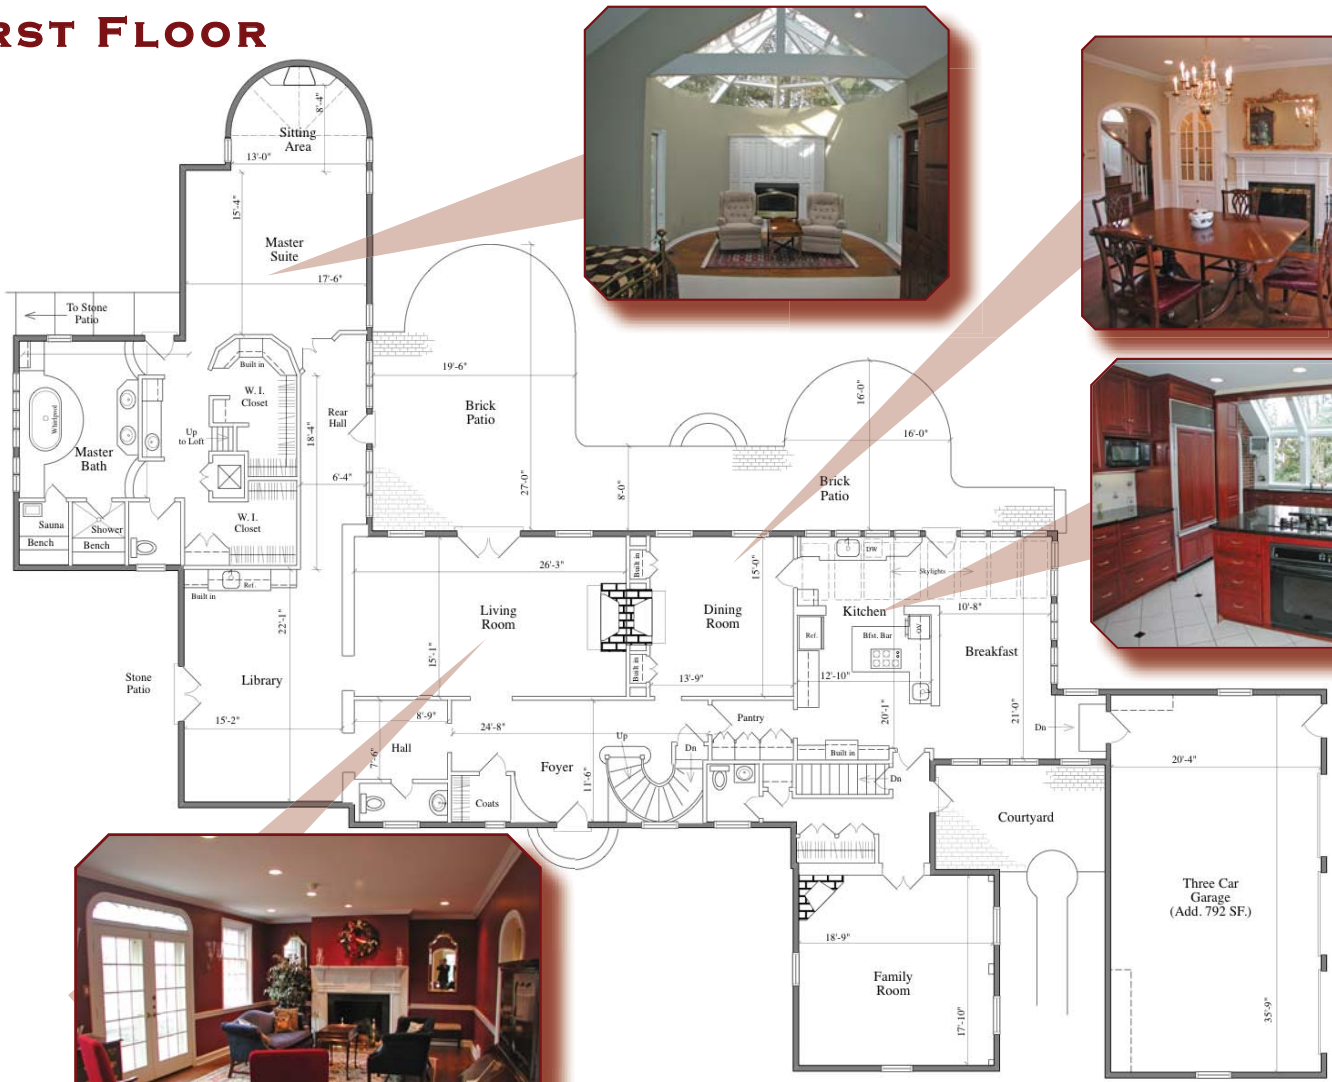 RST FLOOR
8'-4"
Sitting
Area
13'-0"
15'-4"
Master
Suite
17'-6"
To Stone
Patio
Built in
W. I.
Closet
Whirlpool
Up
to Loft
Master
Bath
18'-4"
Rear
Hall
6'-4"
W. I.
Closet
Sauna
Bench
Shower
Bench
19'-6"
Brick
Patio
27'-0"
8'-0"
16'-0"
16'-0"
Brick
Patio
Built in
Ref.
22'-1"
Library
15'-2"
Stone
Patio
26'-3"
Living
Room
15'-1"
Built in
Built in
15'-0"
Dining
Room
13'-9"
DW
Skylights
Kitchen
10'-8"
Ref.
Bfst. Bar
OV
Breakfast
12'-10"
20'-1"
21'-0"
Dn
8'-9"
24'-8"
Hall
7'-6"
Foyer
11'-6"
Up
Dn
Pantry
Built in
Dn
Coats
Courtyard
20'-4"
Three Car
Garage
(Add. 792 SF.)
35'-9"
18'-9"
Family
Room
17'-10"